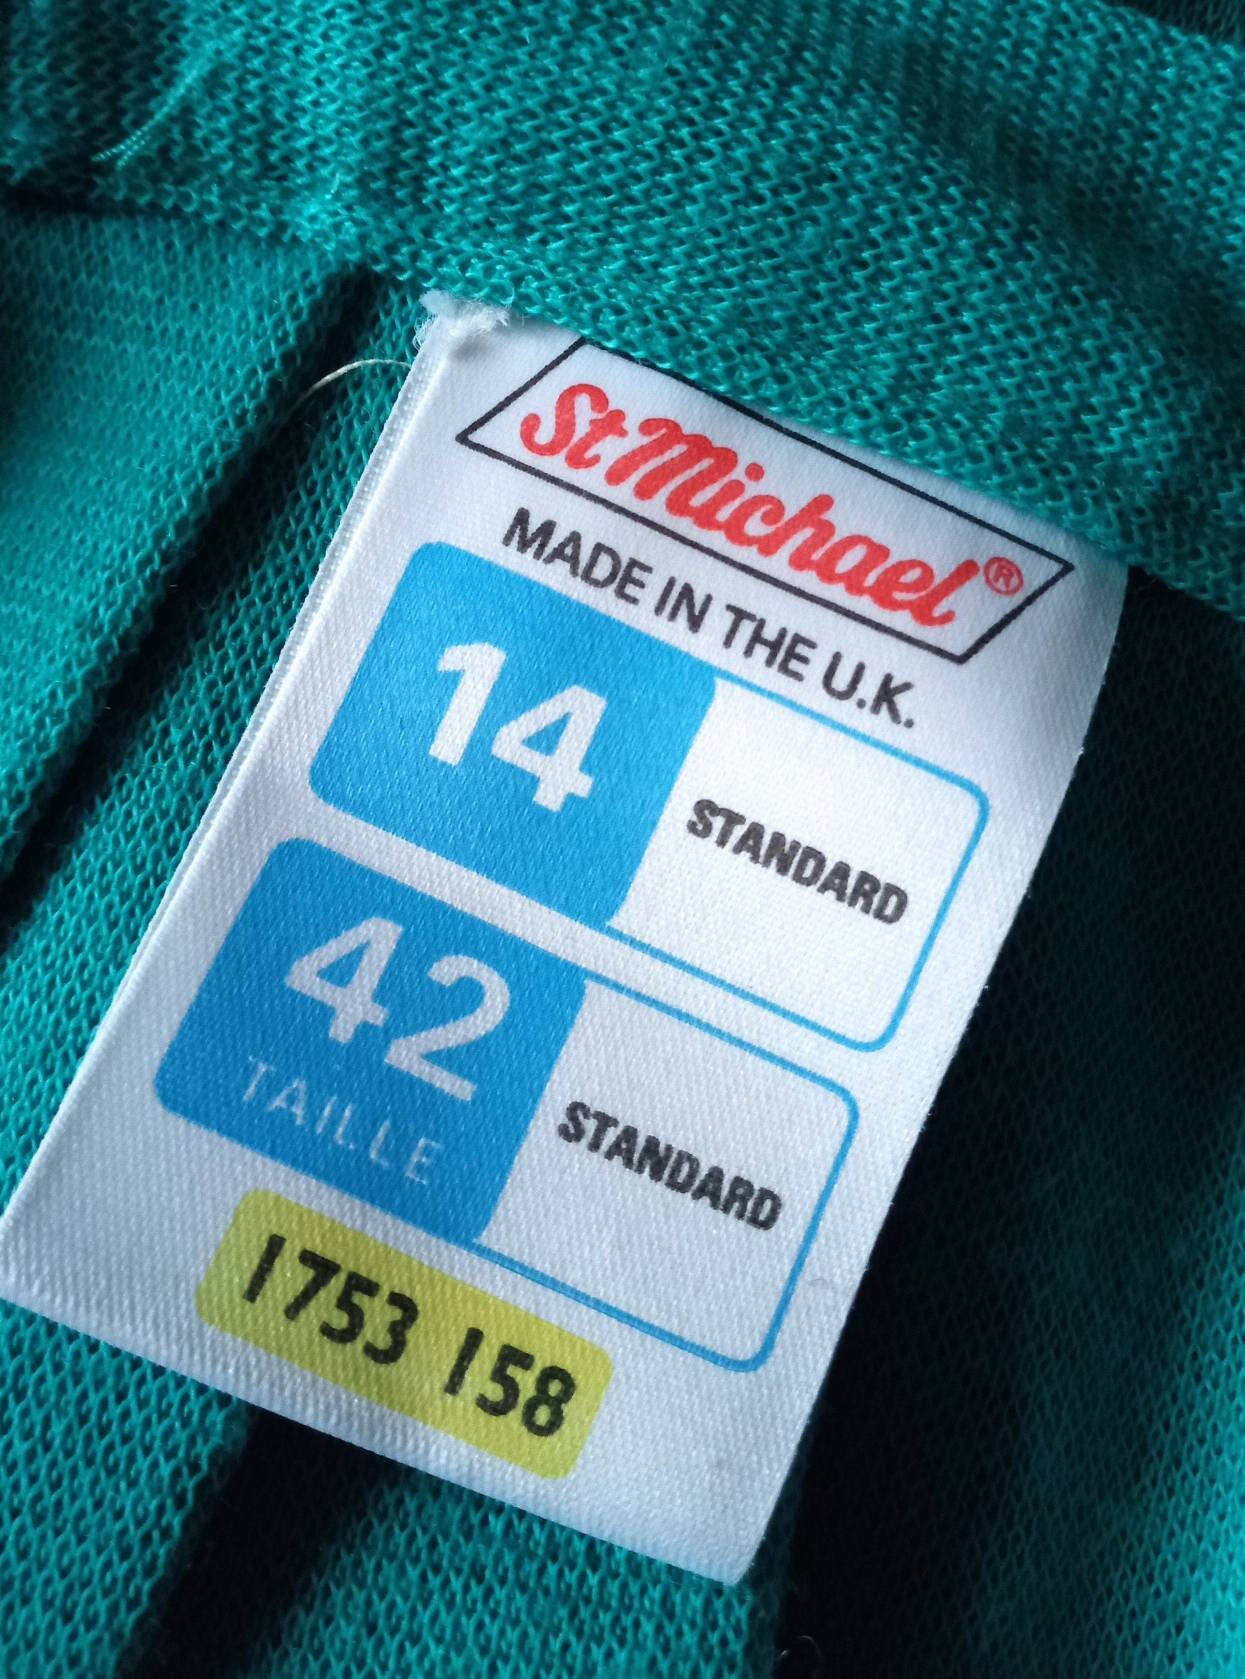 St Michael®
MADE IN THE U.K.
14 STANDARD
42 STANDARD
TAILLE
1753 158